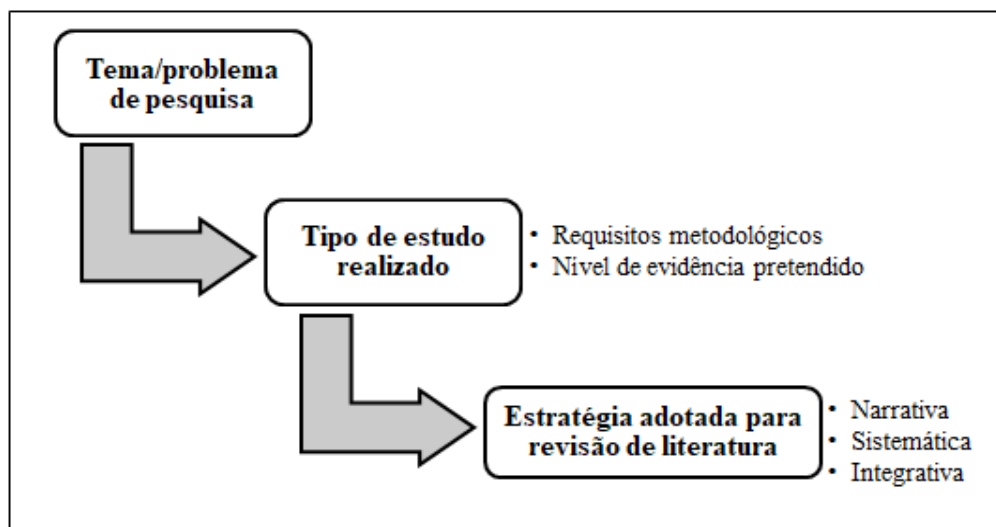 Tema/problema
de pesquisa
Tipo de estudo
realizado
• Requisitos metodológicos
• Nível de evidência pretendido
Estratégia adotada para
revisão de literatura
• Narrativa
• Sistemática
• Integrativa